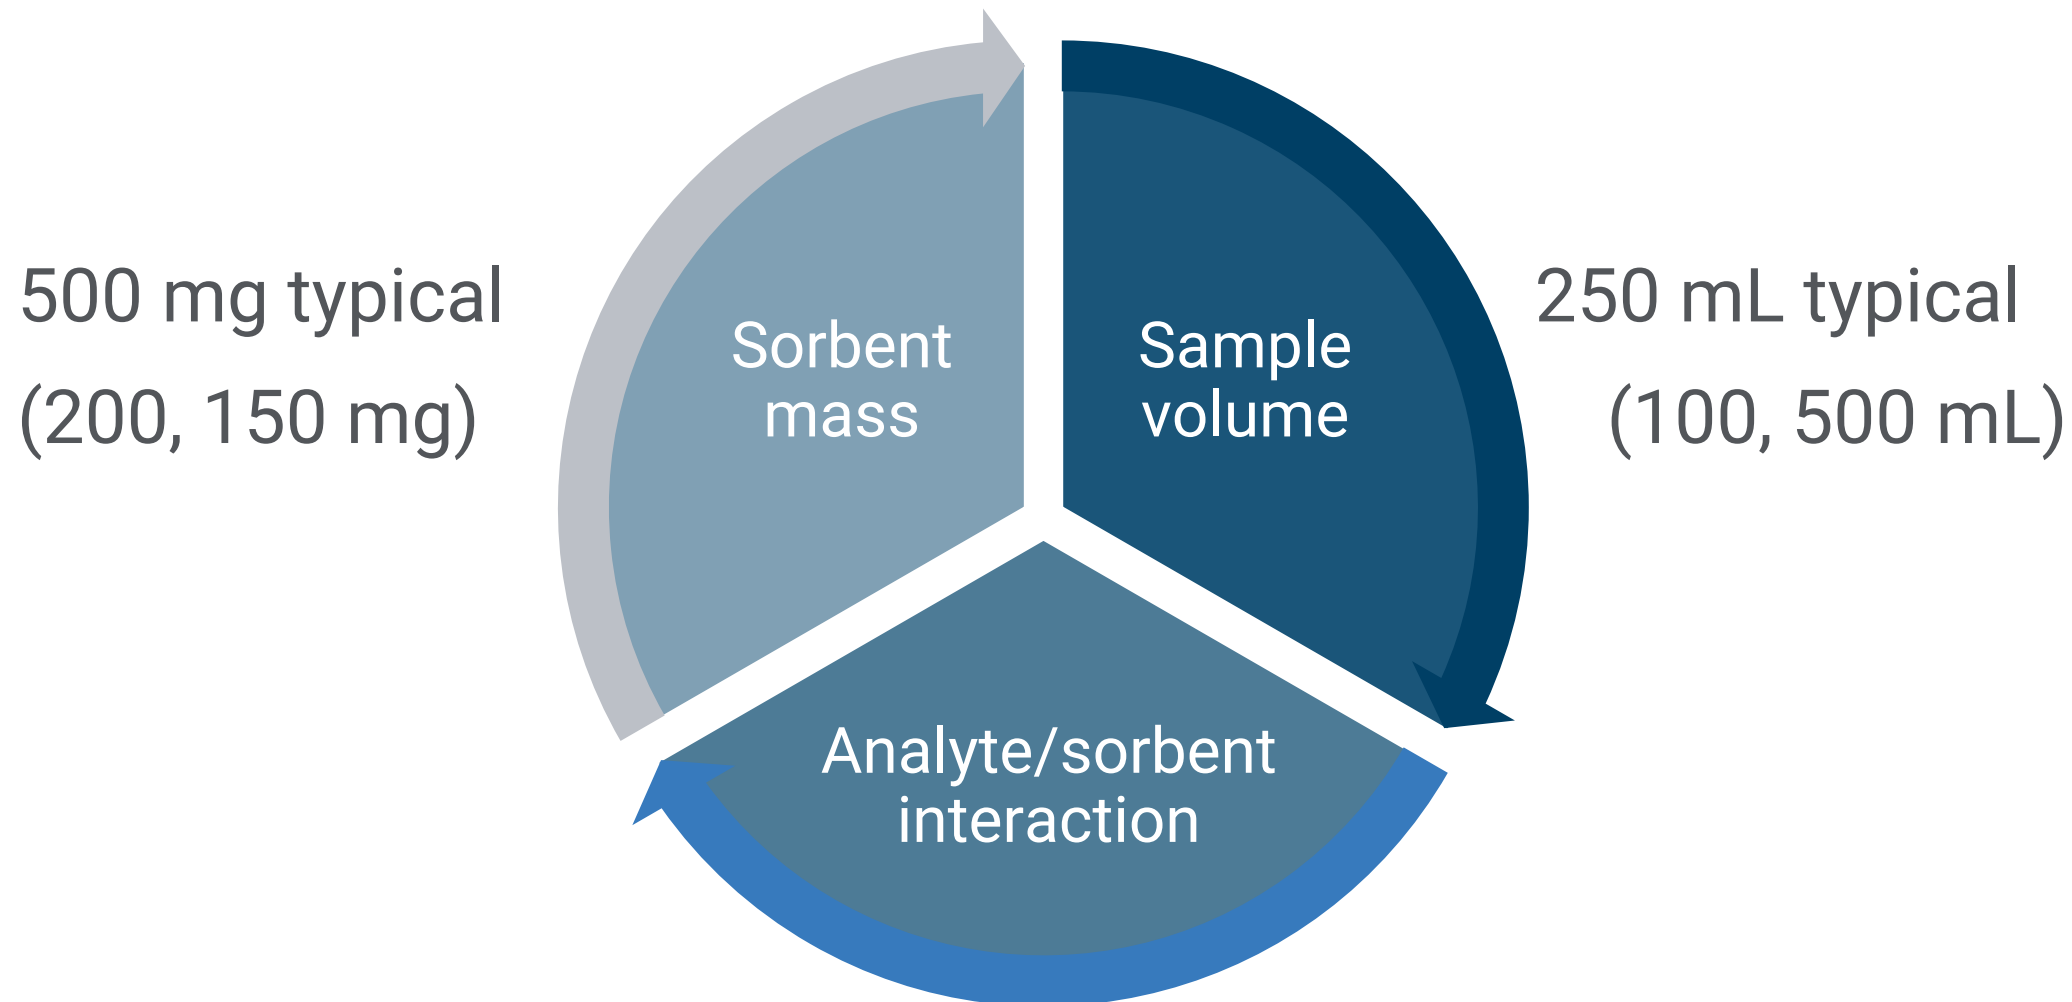 500 mg typical
(200, 150 mg)
Sorbent
mass
Sample
volume
250 mL typical
(100, 500 mL)
Analyte/sorbent
interaction